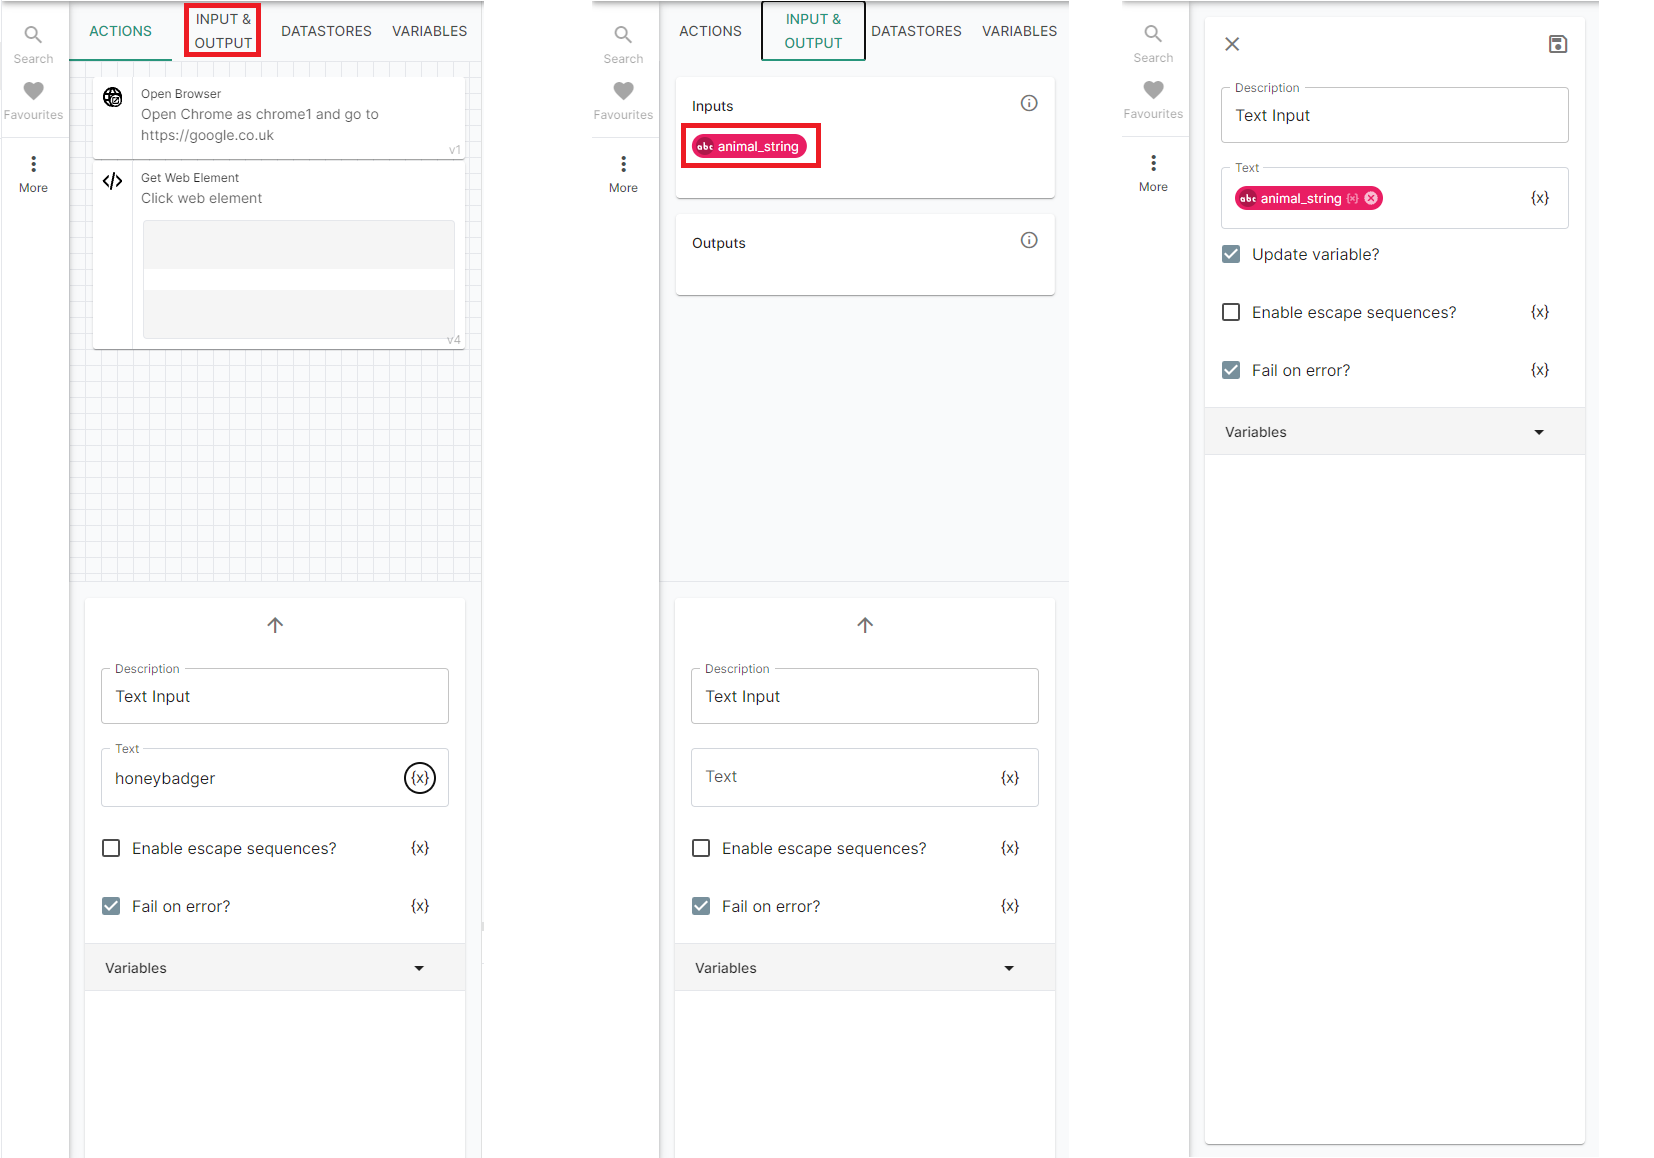 Search
Favourites
More
ACTIONS
INPUT &
OUTPUT
DATASTORES
VARIABLES
Open Browser
Open Chrome as chrome1 and go to
https://google.co.uk
v1
Get Web Element
Click web element
v4
Description
Text Input
Text
honeybadger
{x}
Enable escape sequences?
{x}
Fail on error?
{x}
Variables
Search
Favourites
More
ACTIONS
INPUT &
OUTPUT
DATASTORES
VARIABLES
Inputs
abc animal_string
Outputs
Description
Text Input
Text
{x}
Enable escape sequences?
{x}
Fail on error?
{x}
Variables
Search
Favourites
More
Description
Text Input
Text
abc animal_string {x}
{x}
Update variable?
Enable escape sequences?
{x}
Fail on error?
{x}
Variables